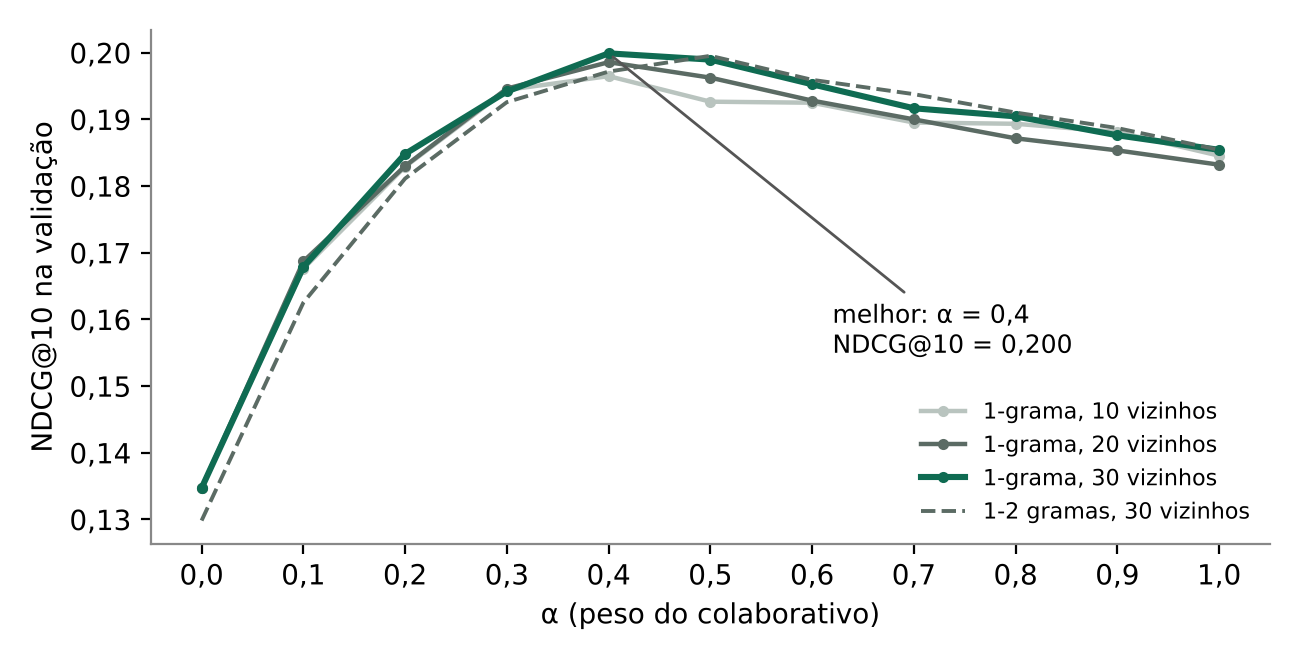 0,20
0,19
0,18
0,17
0,16
0,15
0,14
0,13
NDCG@10 na validação
melhor: α = 0,4
NDCG@10 = 0,200
1-grama, 10 vizinhos
1-grama, 20 vizinhos
1-grama, 30 vizinhos
1-2 gramas, 30 vizinhos
0,0 0,1 0,2 0,3 0,4 0,5 0,6 0,7 0,8 0,9 1,0
α (peso do colaborativo)